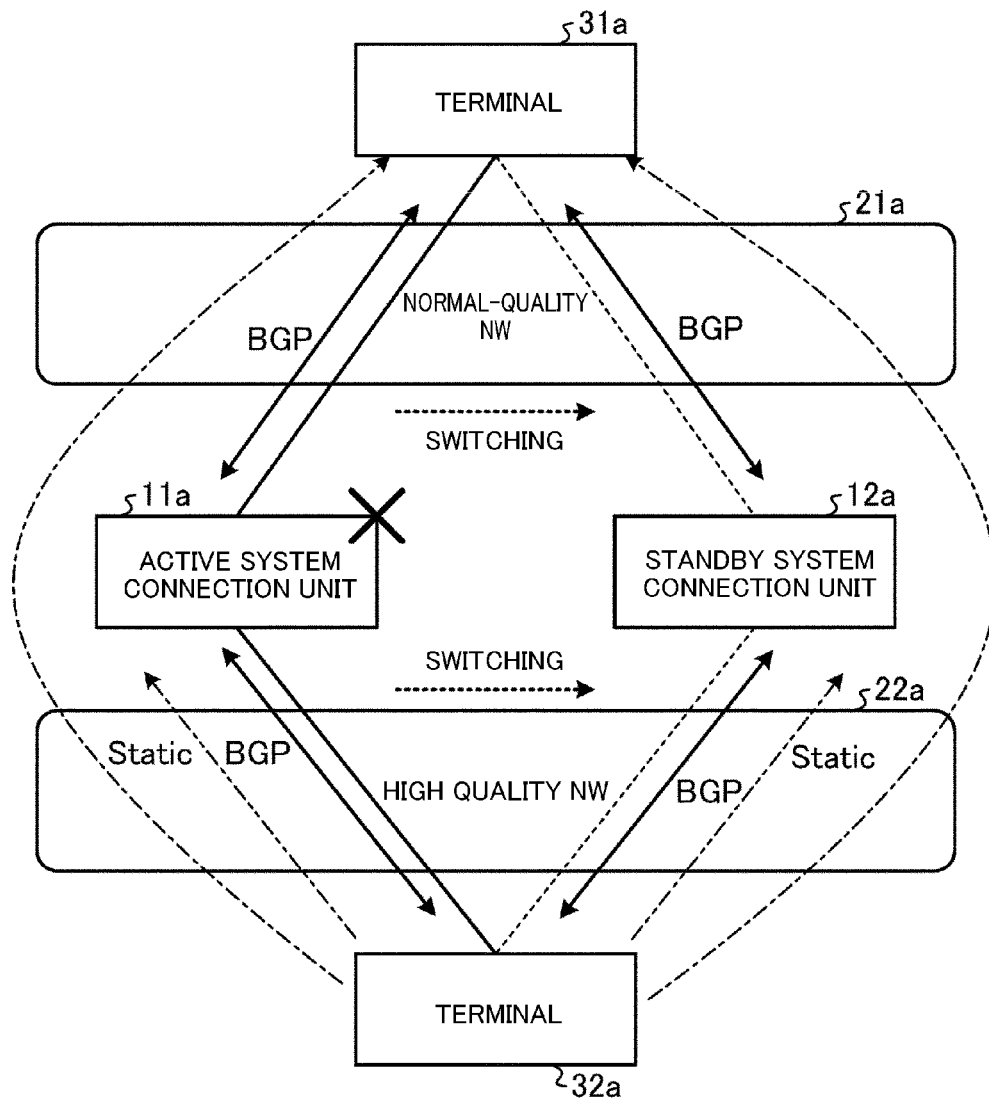 31a
TERMINAL
21a
NORMAL-QUALITY
NW
BGP
BGP
SWITCHING
11a
12a
ACTIVE SYSTEM
CONNECTION UNIT
STANDBY SYSTEM
CONNECTION UNIT
SWITCHING
22a
Static
BGP
HIGH QUALITY NW
BGP
Static
TERMINAL
32a